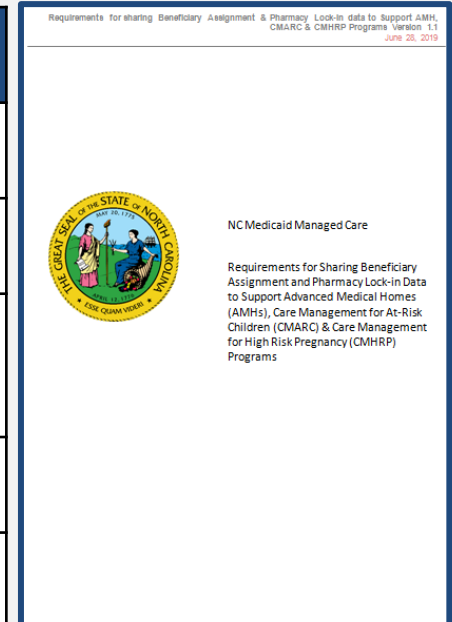 Requirements for sharing Beneficiary Assignment & Pharmacy Lock-in data to Support AMH,
CMARC & CMHRP Programs Version 1.1
June 28, 2019
THE GREAT SEAL OF THE STATE OF NORTH CAROLINA
MAY 20, 1775
APRIL 12, 1776
ESSE QUAM VIDERI
NC Medicaid Managed Care
Requirements for Sharing Beneficiary
Assignment and Pharmacy Lock-in Data
to Support Advanced Medical Homes
(AMHs), Care Management for At-Risk
Children (CMARC) & Care Management
for High Risk Pregnancy (CMHRP)
Programs